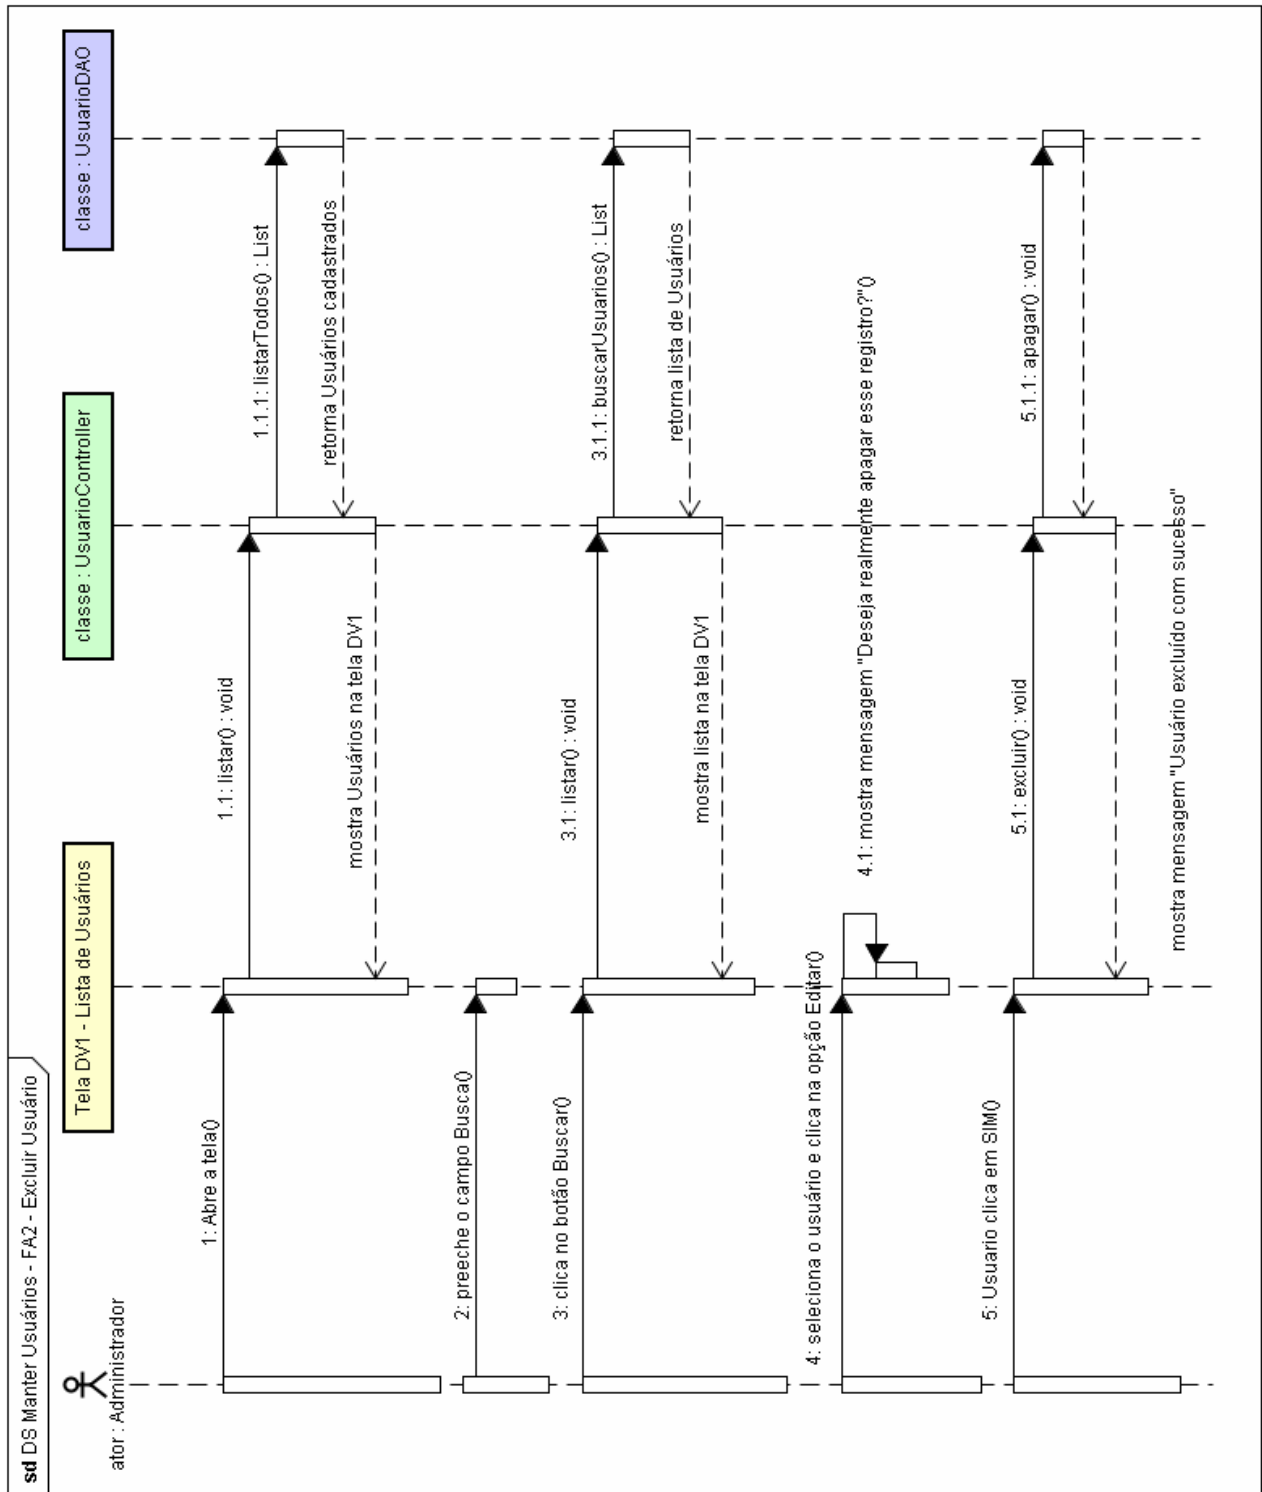 sd DS Manter Usuários - FA2 - Excluir Usuário
ator : Administrador
Tela DV1 - Lista de Usuários
classe : UsuarioController
classe : UsuarioDAO
1: Abre a tela()
1.1: listar() : void
1.1.1: listarTodos() : List
retorna Usuários cadastrados
mostra Usuários na tela DV1
2: preeche o campo Busca()
3: clica no botão Buscar()
3.1: listar() : void
3.1.1: buscarUsuarios() : List
retorna lista de Usuários
mostra lista na tela DV1
4: seleciona o usuário e clica na opção Editar()
4.1: mostra mensagem "Deseja realmente apagar esse registro?"()
5: Usuario clica em SIM()
5.1: excluir() : void
5.1.1: apagar() : void
mostra mensagem "Usuário excluído com sucesso"